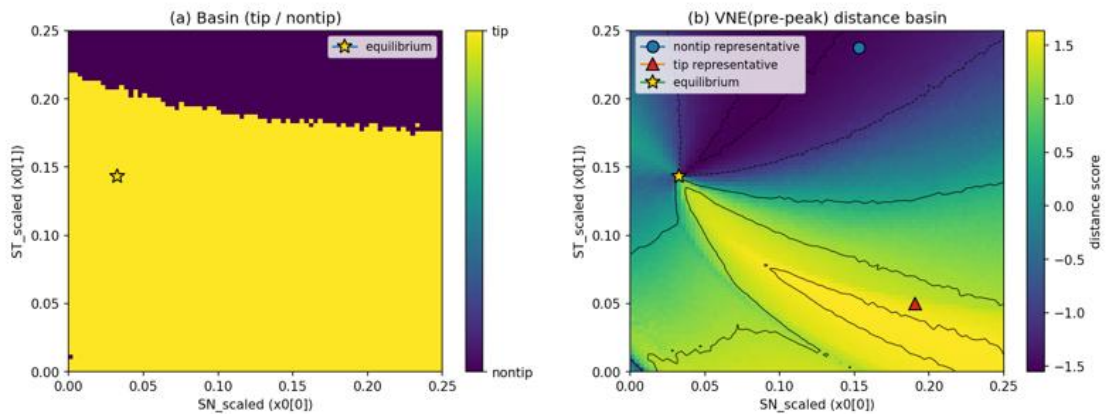 (a) Basin (tip / nontip)
0.25
0.20
0.15
0.10
0.05
0.00
ST_scaled (x0[1])
0.00 0.05 0.10 0.15 0.20 0.25
SN_scaled (x0[0])
equilibrium
tip
nontip
(b) VNE(pre-peak) distance basin
0.25
0.20
0.15
0.10
0.05
0.00
ST_scaled (x0[1])
0.00 0.05 0.10 0.15 0.20 0.25
SN_scaled (x0[0])
nontip representative
tip representative
equilibrium
1.5
1.0
0.5
0.0
−0.5
−1.0
−1.5
distance score